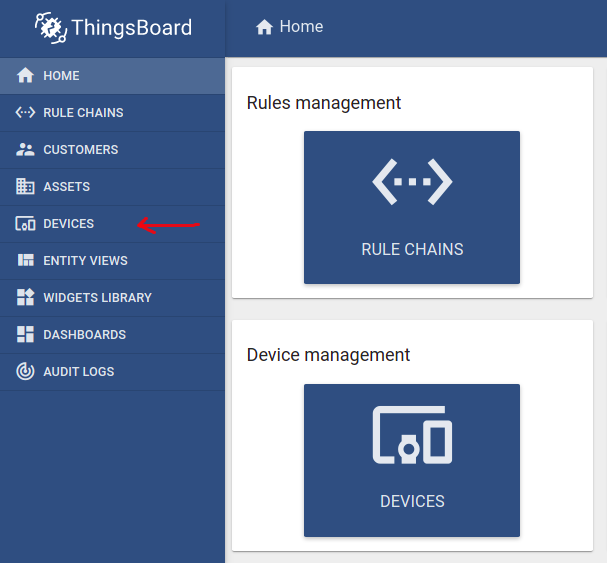 ThingsBoard
Home
HOME
RULE CHAINS
CUSTOMERS
ASSETS
DEVICES
ENTITY VIEWS
WIDGETS LIBRARY
DASHBOARDS
AUDIT LOGS
Rules management
RULE CHAINS
Device management
DEVICES